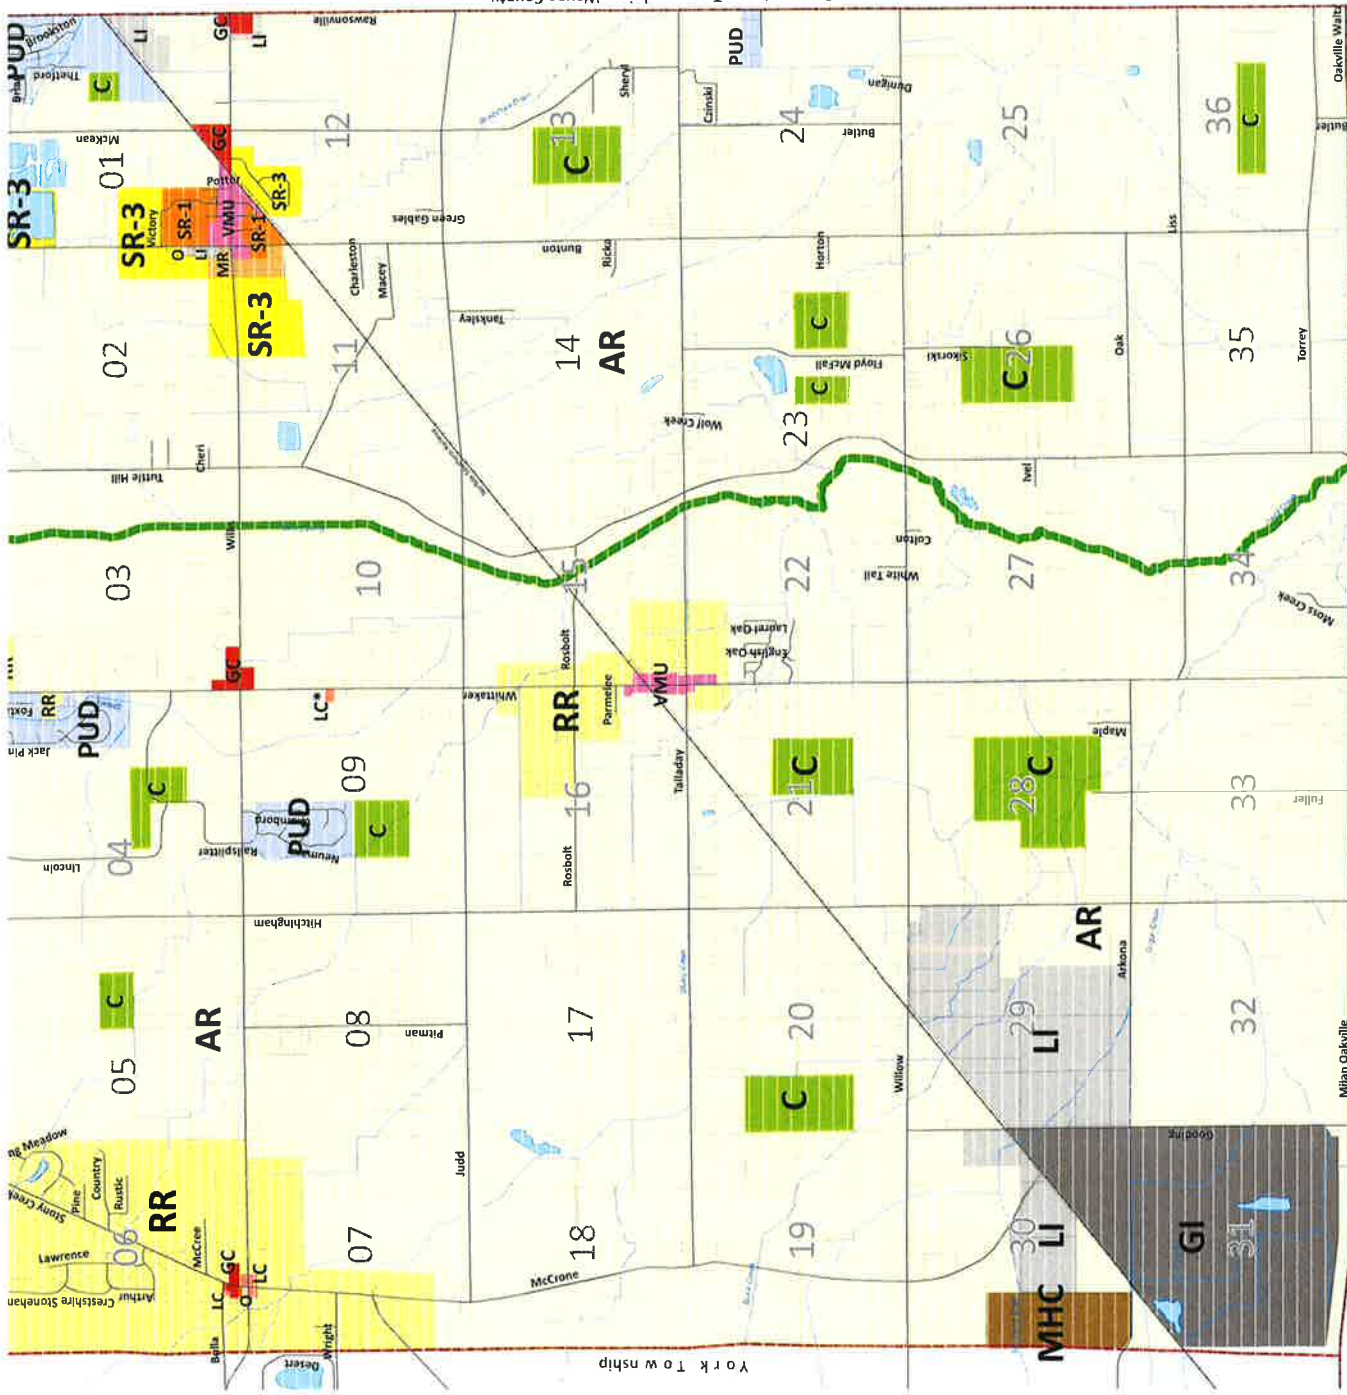 PUD
Brookston
Thetford
C
LI
GC
LI
Rawsonville
PUD
SR-3
01
McKean
SR-3
Victory
SR-1
O
LI
MR
VMU
Potter
GC
SR-1
SR-3
SR-3
12
13
C
Sheryl
Green Gables
Charleston
Macey
Bunton
Ricka
Czinski
24
Butler
Dunigan
25
36
C
Butler
Oakville Waltz
02
11
Tanksley
14
AR
Horton
C
Floyd McFall
C
23
Sikorski
C
26
Oak
Liss
35
Torrey
Tuttle Hill
Cheri
Wolf Creek
Ivel
03
Willis
10
15
Rosbolt
22
White Tail
Colton
27
34
Moss Creek
RR
PUD
Jack Pin
GC
LC*
Whittaker
RR
Parmelee
VMU
Laurel Oak
English Oak
Talladay
C
04
Lincoln
Railsplitter
PUD
09
C
16
Rosbolt
21
C
28
C
Maple
33
Fuller
Hitchingham
C
05
AR
08
Pitman
17
20
C
Willow
29
LI
AR
Arkona
32
Milan Oakville
ng Meadow
Stony Creek
Pine
Country
Rustic
RR
06
Lawrence
McCree
Crestshire
Stonehan
Arthur
LC
GC
O
LC
Bolla
07
Judd
18
McCrone
19
30
LI
MHC
GI
31
Gooding
Desert
Wright
York Township